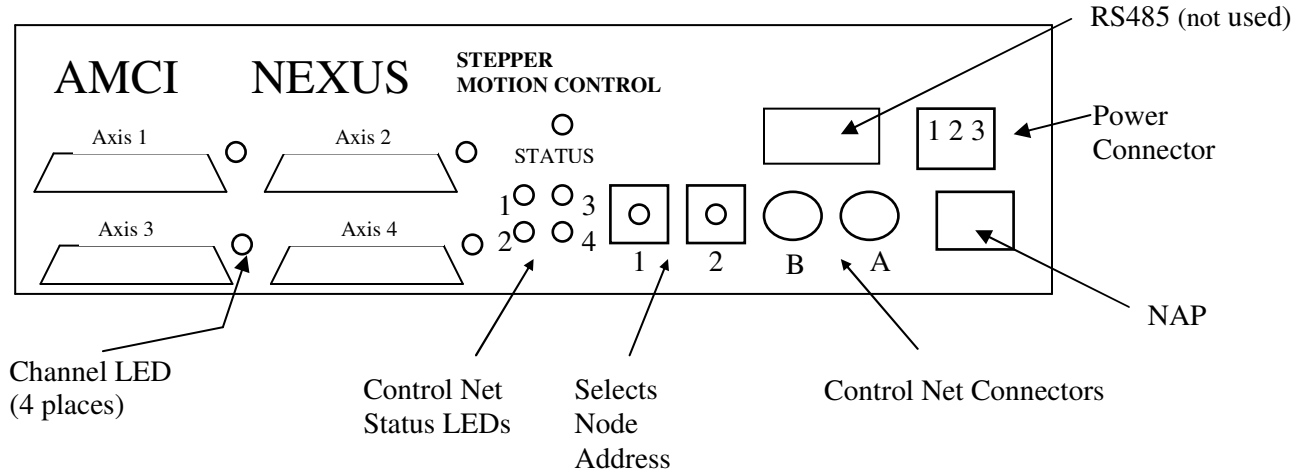 RS485 (not used)
AMCI NEXUS
STEPPER
MOTION CONTROL
Power
Connector
1 2 3
Axis 1
Axis 2
STATUS
1 3
2 4
Axis 3
Axis 4
1 2 B A
NAP
Channel LED
(4 places)
Control Net
Status LEDs
Selects
Node
Address
Control Net Connectors